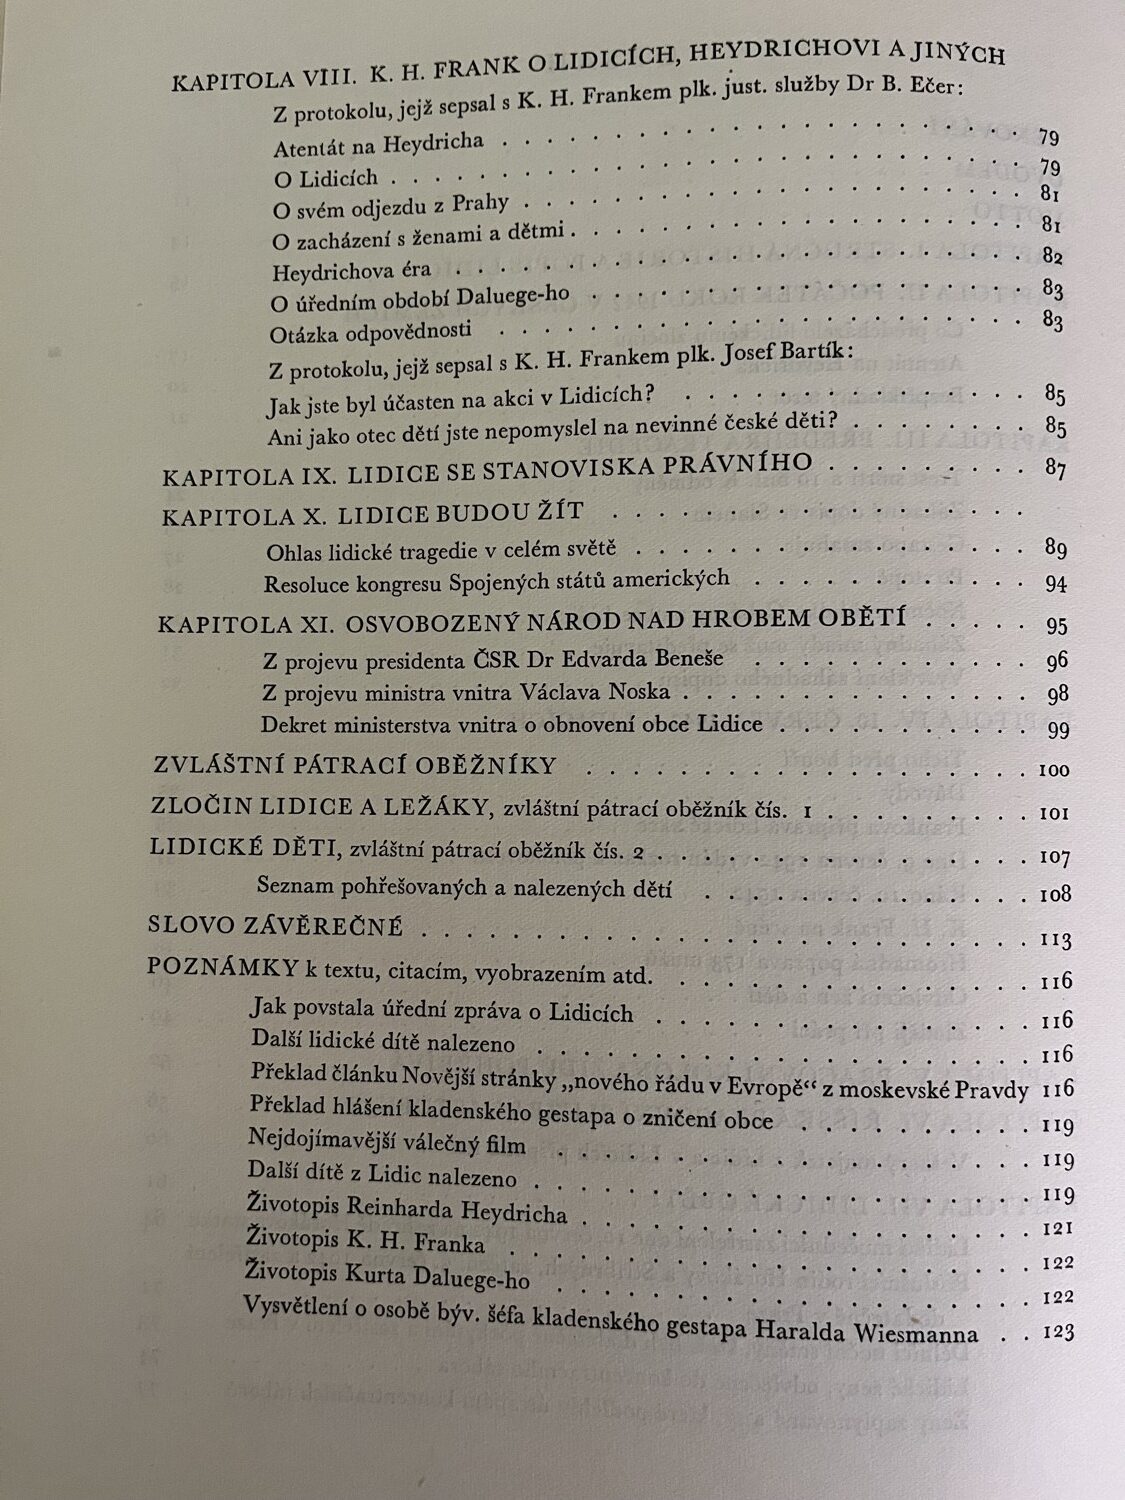 KAPITOLA VIII. K. H. FRANK O LIDICÍCH, HEYDRICHOVI A JINÝCH
Z protokolu, jejž sepsal s K. H. Frankem plk. just. služby Dr B. Ečer:
Atentát na Heydricha . . . . . . . . . . . . . . . . . . 79
O Lidicích . . . . . . . . . . . . . . . . . . . . . . 79
O svém odjezdu z Prahy . . . . . . . . . . . . . . . . . 81
O zacházení s ženami a dětmi . . . . . . . . . . . . . . . 81
Heydrichova éra . . . . . . . . . . . . . . . . . . . . 82
O úředním období Daluege-ho . . . . . . . . . . . . . . . 83
Otázka odpovědnosti . . . . . . . . . . . . . . . . . . 83
Z protokolu, jejž sepsal s K. H. Frankem plk. Josef Bartík:
Jak jste byl účasten na akci v Lidicích? . . . . . . . . . . . . 85
Ani jako otec dětí jste nepomyslel na nevinné české děti? . . . . . . 85
KAPITOLA IX. LIDICE SE STANOVISKA PRÁVNÍHO . . . . . . . 87
KAPITOLA X. LIDICE BUDOU ŽÍT . . . . . . . . . . . . . .
Ohlas lidické tragedie v celém světě . . . . . . . . . . . . . 89
Resoluce kongresu Spojených států amerických . . . . . . . . . 94
KAPITOLA XI. OSVOBOZENÝ NÁROD NAD HROBEM OBĚTÍ . . . . . 95
Z projevu presidenta ČSR Dr Edvarda Beneše . . . . . . . . . 96
Z projevu ministra vnitra Václava Noska . . . . . . . . . . . . 98
Dekret ministerstva vnitra o obnovení obce Lidice . . . . . . . . 99
ZVLÁŠTNÍ PÁTRACÍ OBĚŽNÍKY . . . . . . . . . . . . . . . 100
ZLOČIN LIDICE A LEŽÁKY, zvláštní pátrací oběžník čís. 1 . . . . . . . 101
LIDICKÉ DĚTI, zvláštní pátrací oběžník čís. 2 . . . . . . . . . . . . 107
Seznam pohřešovaných a nalezených dětí . . . . . . . . . . . 108
SLOVO ZÁVĚREČNÉ . . . . . . . . . . . . . . . . . . . . 113
POZNÁMKY k textu, citacím, vyobrazením atd. . . . . . . . . . . . 116
Jak povstala úřední zpráva o Lidicích . . . . . . . . . . . . . 116
Další lidické dítě nalezeno . . . . . . . . . . . . . . . . . 116
Překlad článku Novější stránky „nového řádu v Evropě“ z moskevské Pravdy 116
Překlad hlášení kladenského gestapa o zničení obce . . . . . . . . 119
Nejdojímavější válečný film . . . . . . . . . . . . . . . . 119
Další dítě z Lidic nalezeno . . . . . . . . . . . . . . . . . 119
Životopis Reinharda Heydricha . . . . . . . . . . . . . . . 121
Životopis K. H. Franka . . . . . . . . . . . . . . . . . . 122
Životopis Kurta Daluege-ho . . . . . . . . . . . . . . . . 122
Vysvětlení o osobě býv. šéfa kladenského gestapa Haralda Wiesmanna . . 123